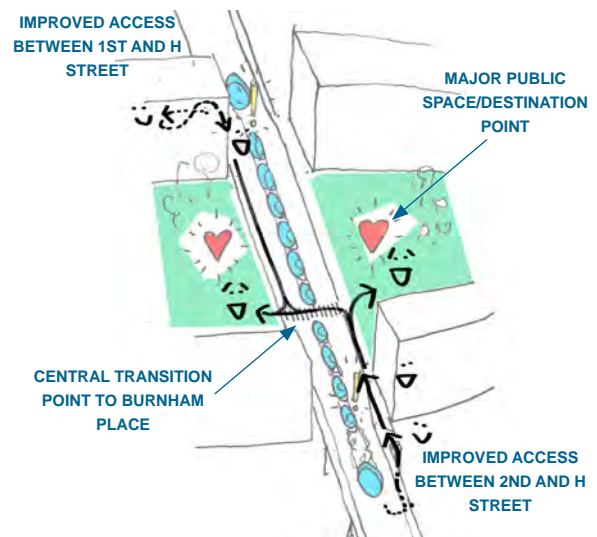 IMPROVED ACCESS
BETWEEN 1ST AND H
STREET
MAJOR PUBLIC
SPACE/DESTINATION
POINT
CENTRAL TRANSITION
POINT TO BURNHAM
PLACE
IMPROVED ACCESS
BETWEEN 2ND AND H
STREET